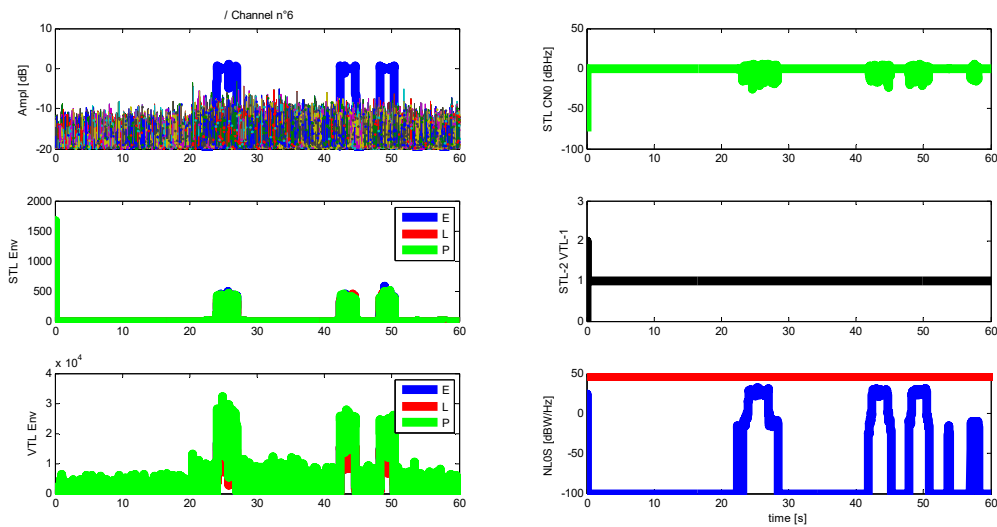 / Channel n°6
Ampl [dB]
10
0
-10
-20
0 10 20 30 40 50 60
STL CN0 [dBHz]
50
0
-50
-100
0 10 20 30 40 50 60
STL Env
2000
1500
1000
500
0
0 10 20 30 40 50 60
E
L
P
STL-2 VTL-1
3
2
1
0
0 10 20 30 40 50 60
VTL Env
x 10^4
4
3
2
1
0
0 10 20 30 40 50 60
E
L
P
NL0S [dBW/Hz]
50
0
-50
-100
0 10 20 30 40 50 60
time [s]